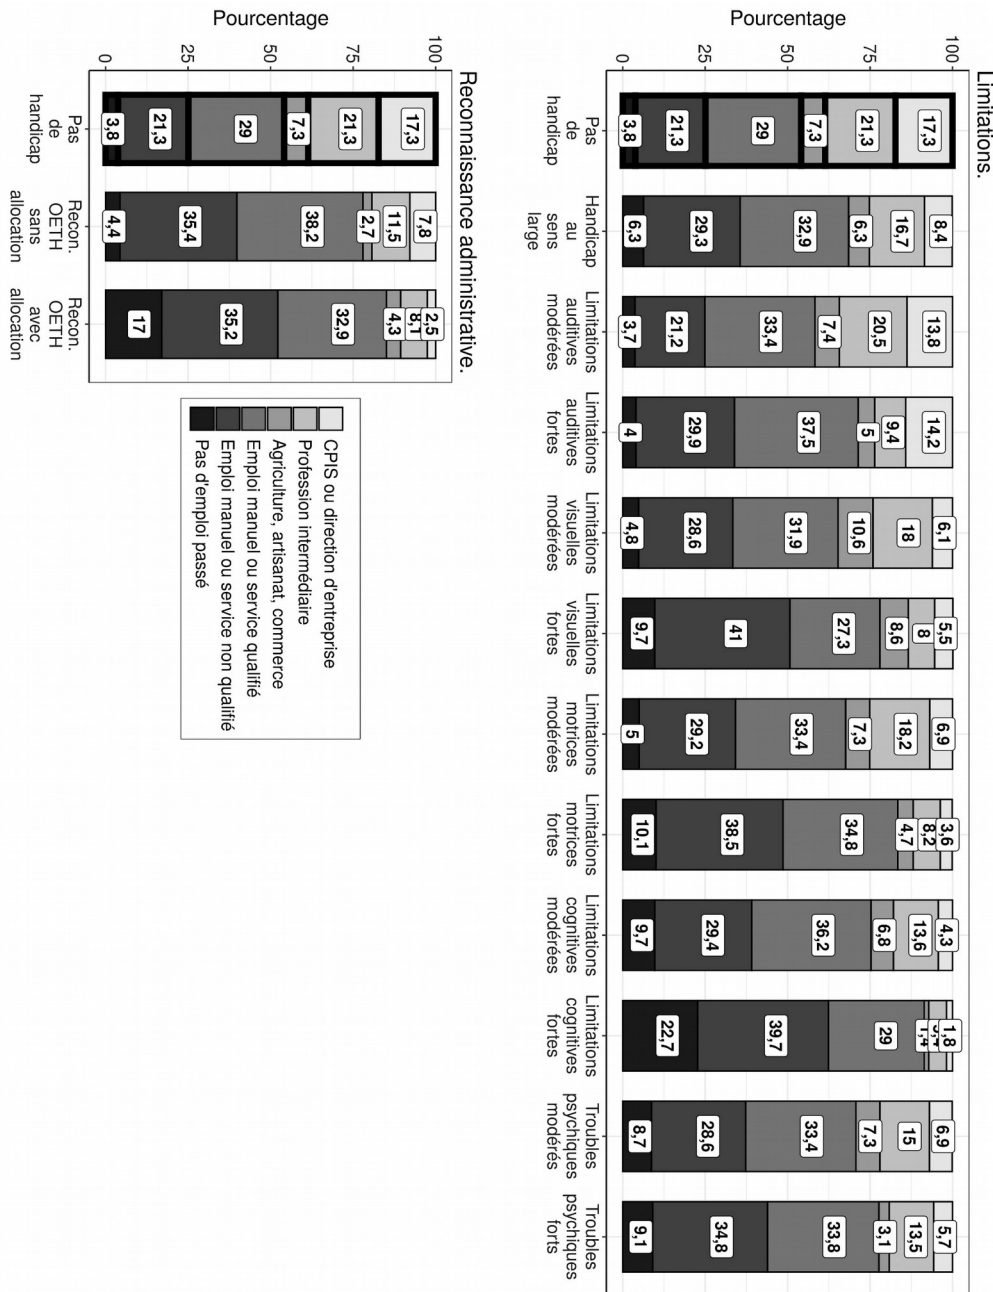 Limitations.
Pourcentage
100
75
50
25
0
17,3
21,3
7,3
29
21,3
3,8
8,4
16,7
6,3
32,9
29,3
6,3
13,8
20,5
7,4
33,4
21,2
3,7
14,2
9,4
5
37,5
29,9
4
6,1
18
10,6
31,9
28,6
4,8
5,5
8
8,6
27,3
41
9,7
6,9
18,2
7,3
33,4
29,2
5
3,6
8,2
4,7
34,8
38,5
10,1
4,3
13,6
6,8
36,2
29,4
9,7
1,8
5,4
1,4
29
39,7
22,7
6,9
15
7,3
33,4
28,6
8,7
5,7
13,5
3,1
33,8
34,8
9,1
Pas
de
handicap
Handicap
au
sens
large
Limitations
auditives
modérées
Limitations
auditives
fortes
Limitations
visuelles
modérées
Limitations
visuelles
fortes
Limitations
motrices
modérées
Limitations
motrices
fortes
Limitations
cognitives
modérées
Limitations
cognitives
fortes
Troubles
psychiques
modérés
Troubles
psychiques
forts
Reconnaissance administrative.
Pourcentage
100
75
50
25
0
17,3
21,3
7,3
29
21,3
3,8
7,8
11,5
2,7
38,2
35,4
4,4
2,5
8,1
4,3
32,9
35,2
17
Pas
de
handicap
Recon..
OETH
sans
allocation
Recon..
OETH
avec
allocation
CPIS ou direction d'entreprise
Profession intermédiaire
Agriculture, artisanat, commerce
Emploi manuel ou service qualifié
Emploi manuel ou service non qualifié
Pas d'emploi passé